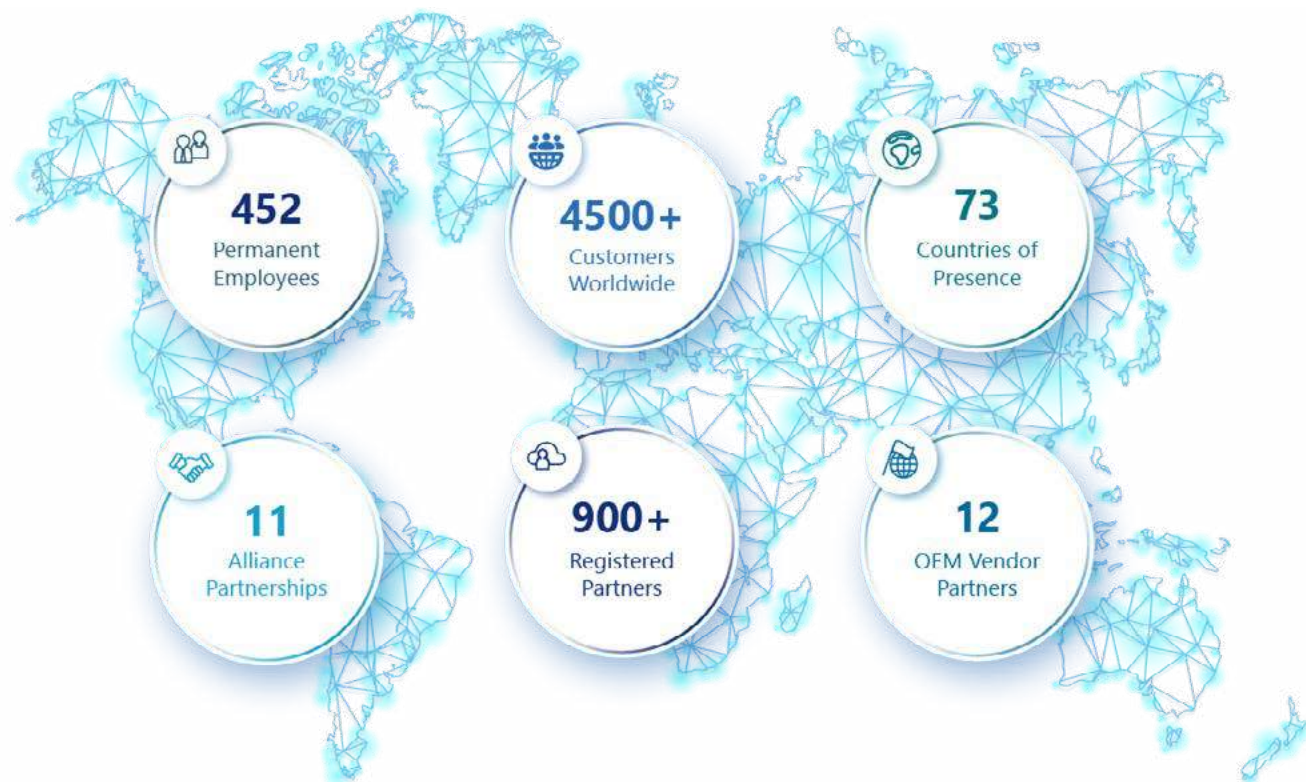 452
Permanent
Employees
4500+
Customers
Worldwide
73
Countries of
Presence
11
Alliance
Partnerships
900+
Registered
Partners
12
OEM Vendor
Partners